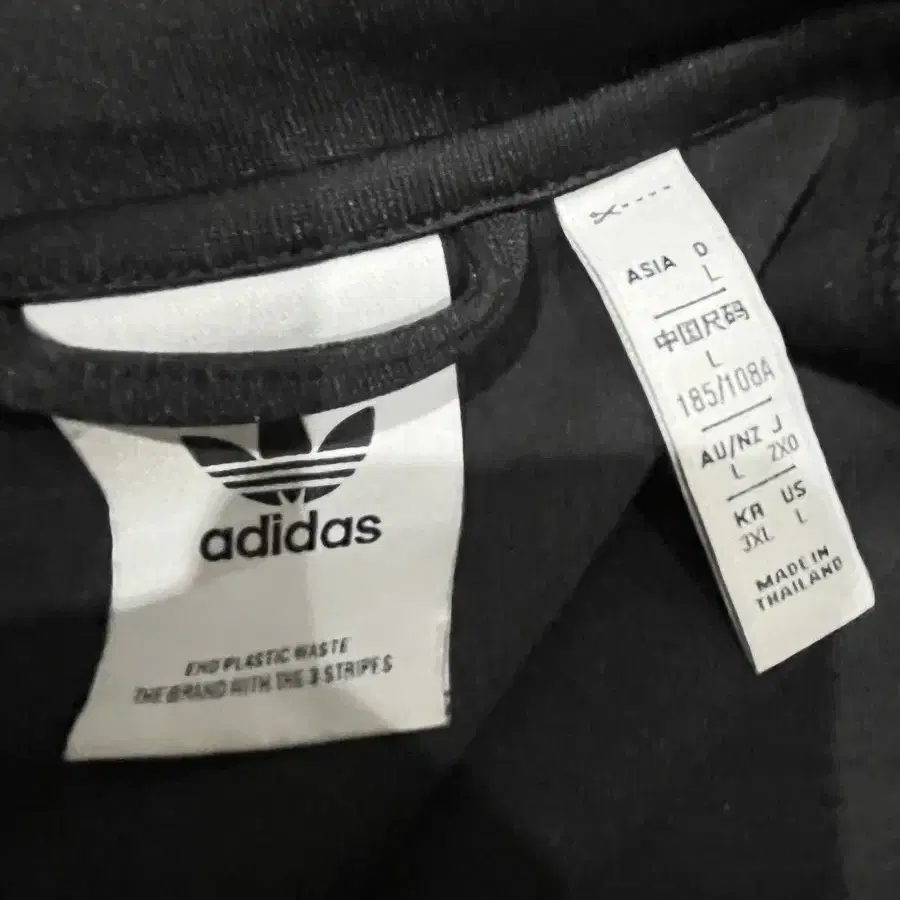 adidas
END PLASTIC WASTE
THE BRAND WITH THE 3 STRIPES
ASIA D
L
中国尺码
L
185/108A
AU/NZ J
L 2XO
KR US
3XL L
MADE IN
THAILAND